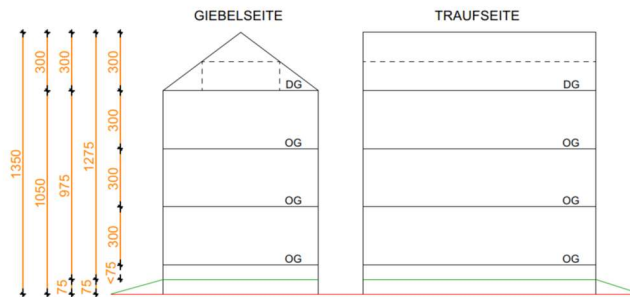 GIEBELSEITE
TRAUFSEITE
300
300
300
DG
DG
300
OG
OG
1350
1050
975
1275
300
OG
OG
300
OG
OG
<75
75
75